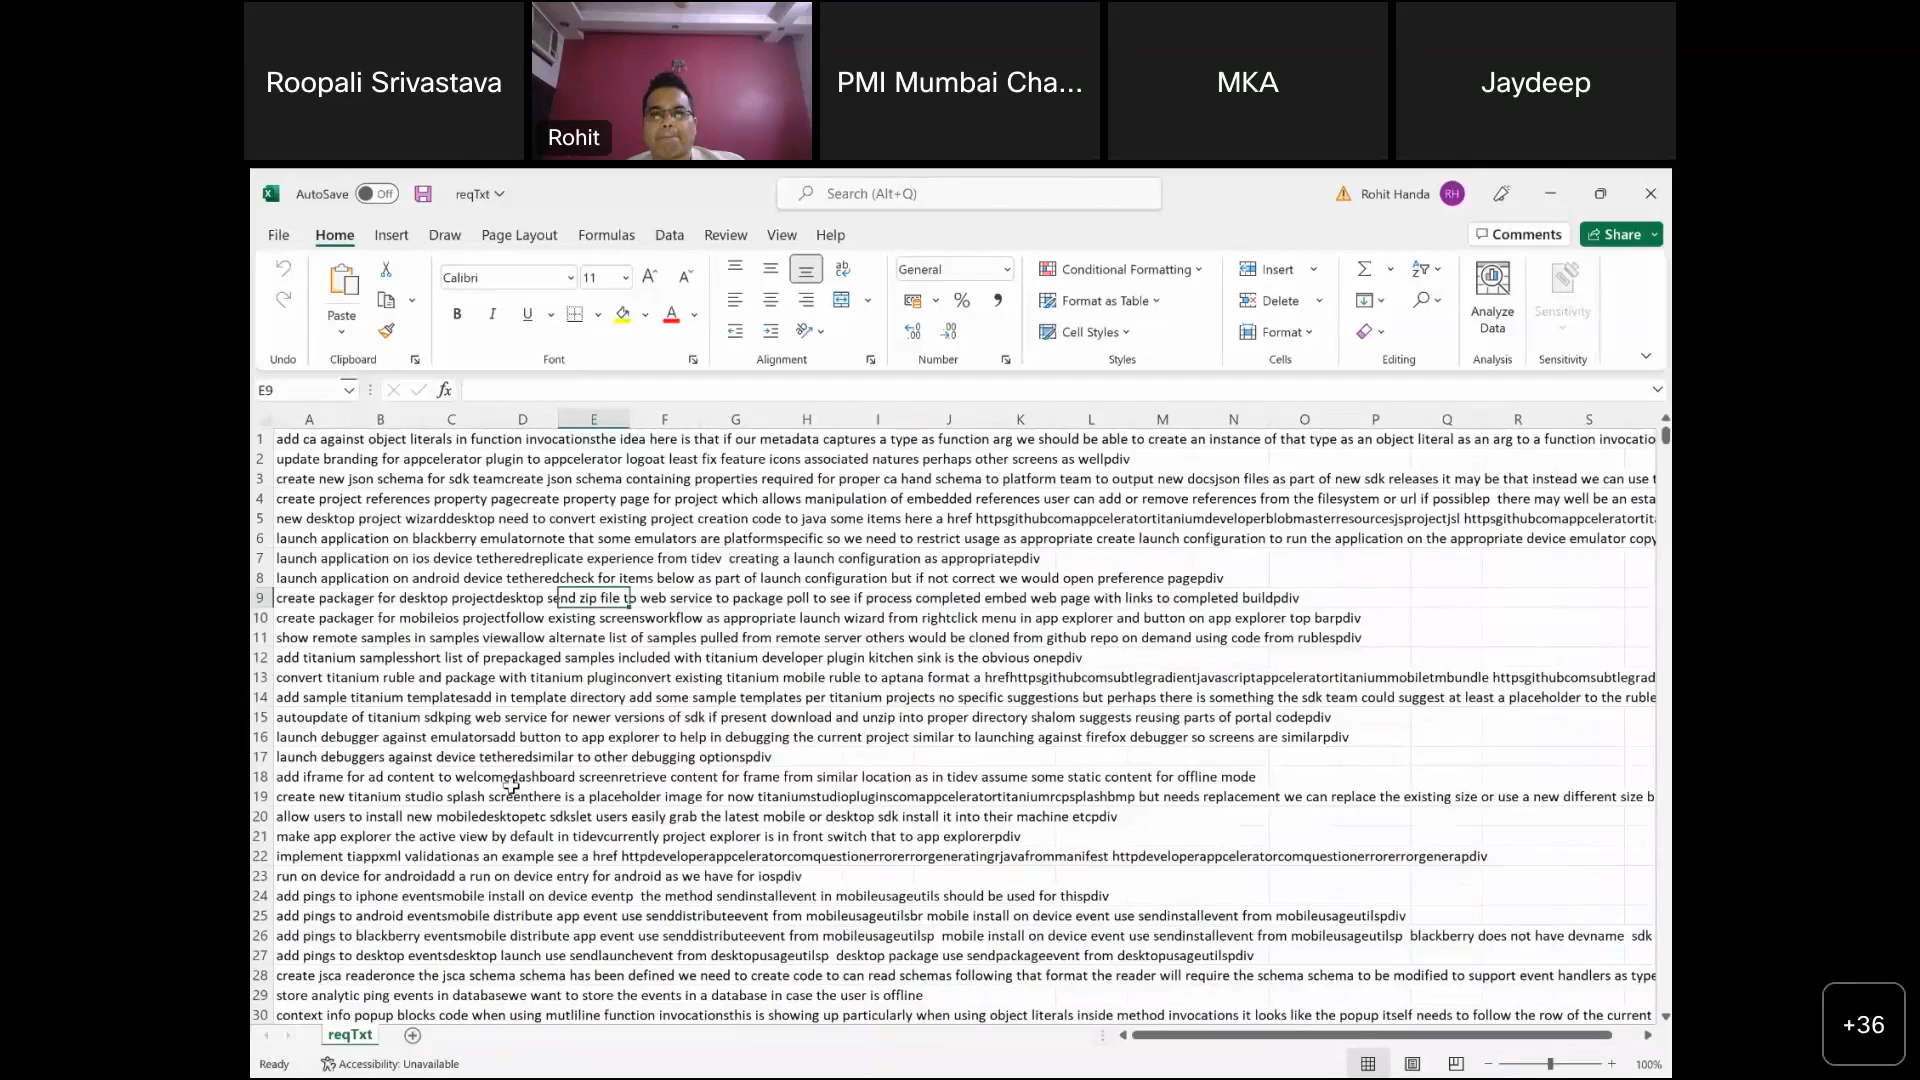 Roopali Srivastava
Rohit
PMI Mumbai Cha...
MKA
Jaydeep
AutoSave Off reqTxt Search (Alt+Q) Rohit Handa RH
File Home Insert Draw Page Layout Formulas Data Review View Help Comments Share
Calibri 11 General Conditional Formatting Insert
Paste B I U A % Format as Table Delete Analyze Data Sensitivity
Cell Styles Format
Undo Clipboard Font Alignment Number Styles Cells Editing Analysis Sensitivity
E9 fx
A B C D E F G H I J K L M N O P Q R S
1 add ca against object literals in function invocationsthe idea here is that if our metadata captures a type as function arg we should be able to create an instance of that type as an object literal as an arg to a function invocatio
2 update branding for appcelerator plugin to appcelerator logoat least fix feature icons associated natures perhaps other screens as wellpdiv
3 create new json schema for sdk teamcreate json schema containing properties required for proper ca hand schema to platform team to output new docsjson files as part of new sdk releases it may be that instead we can use t
4 create project references property pagecreate property page for project which allows manipulation of embedded references user can add or remove references from the filesystem or url if possiblep there may well be an esta
5 new desktop project wizarddesktop need to convert existing project creation code to java some items here a href httpsgithubcomappceleratortitaniumdeveloperblobmasterresourcesjsprojectjsl httpsgithubcomappceleratortit
6 launch application on blackberry emulatornote that some emulators are platformspecific so we need to restrict usage as appropriate create launch configuration to run the application on the appropriate device emulator copy
7 launch application on ios device tetheredreplicate experience from tidev creating a launch configuration as appropriatepdiv
8 launch application on android device tetheredcheck for items below as part of launch configuration but if not correct we would open preference pagepdiv
9 create packager for desktop projectdesktop send zip file to web service to package poll to see if process completed embed web page with links to completed buildpdiv
10 create packager for mobileios projectfollow existing screensworkflow as appropriate launch wizard from rightclick menu in app explorer and button on app explorer top barpdiv
11 show remote samples in samples viewallow alternate list of samples pulled from remote server others would be cloned from github repo on demand using code from rublespdiv
12 add titanium samplesshort list of prepackaged samples included with titanium developer plugin kitchen sink is the obvious onepdiv
13 convert titanium ruble and package with titanium pluginconvert existing titanium mobile ruble to aptana format a hrefhttpsgithubcomsubtlegradientjavascriptappceleratortitaniummobiletmbundle httpsgithubcomsubtlegrad
14 add sample titanium templatesadd in template directory add some sample templates per titanium projects no specific suggestions but perhaps there is something the sdk team could suggest at least a placeholder to the ruble
15 autoupdate of titanium sdkping web service for newer versions of sdk if present download and unzip into proper directory shalom suggests reusing parts of portal codepdiv
16 launch debugger against emulatorsadd button to app explorer to help in debugging the current project similar to launching against firefox debugger so screens are similarpdiv
17 launch debuggers against device tetheredsimilar to other debugging optionspdiv
18 add iframe for ad content to welcomedashboard screenretrieve content for frame from similar location as in tidev assume some static content for offline mode
19 create new titanium studio splash screenthere is a placeholder image for now titaniumstudiopluginscomappceleratortitaniumrcpsplashbmp but needs replacement we can replace the existing size or use a new different size b
20 allow users to install new mobiledesktopetc sdkslet users easily grab the latest mobile or desktop sdk install it into their machine etcpdiv
21 make app explorer the active view by default in tidevcurrently project explorer is in front switch that to app explorerpdiv
22 implement tiappxml validationas an example see a href httpdeveloperappceleratorcomquestionerrorerrorgeneratingrjavafrommanifest httpdeveloperappceleratorcomquestionerrorerrorgenerapdiv
23 run on device for androidadd a run on device entry for android as we have for iospdiv
24 add pings to iphone eventsmobile install on device eventp the method sendinstallevent in mobileusageutils should be used for thispdiv
25 add pings to android eventsmobile distribute app event use senddistributeevent from mobileusageutilsbr mobile install on device event use sendinstallevent from mobileusageutilspdiv
26 add pings to blackberry eventsmobile distribute app event use senddistributeevent from mobileusageutilsp mobile install on device event use sendinstallevent from mobileusageutilsp blackberry does not have devname sdk
27 add pings to desktop eventsdesktop launch use sendlaunchevent from desktopusageutilsp desktop package use sendpackageevent from desktopusageutilspdiv
28 create jsca readeronce the jsca schema schema has been defined we need to create code to can read schemas following that format the reader will require the schema schema to be modified to support event handlers as type
29 store analytic ping events in databasewe want to store the events in a database in case the user is offline
30 context info popup blocks code when using mutliline function invocationsthis is showing up particularly when using object literals inside method invocations it looks like the popup itself needs to follow the row of the current
reqTxt
Ready Accessibility: Unavailable 100%
+36